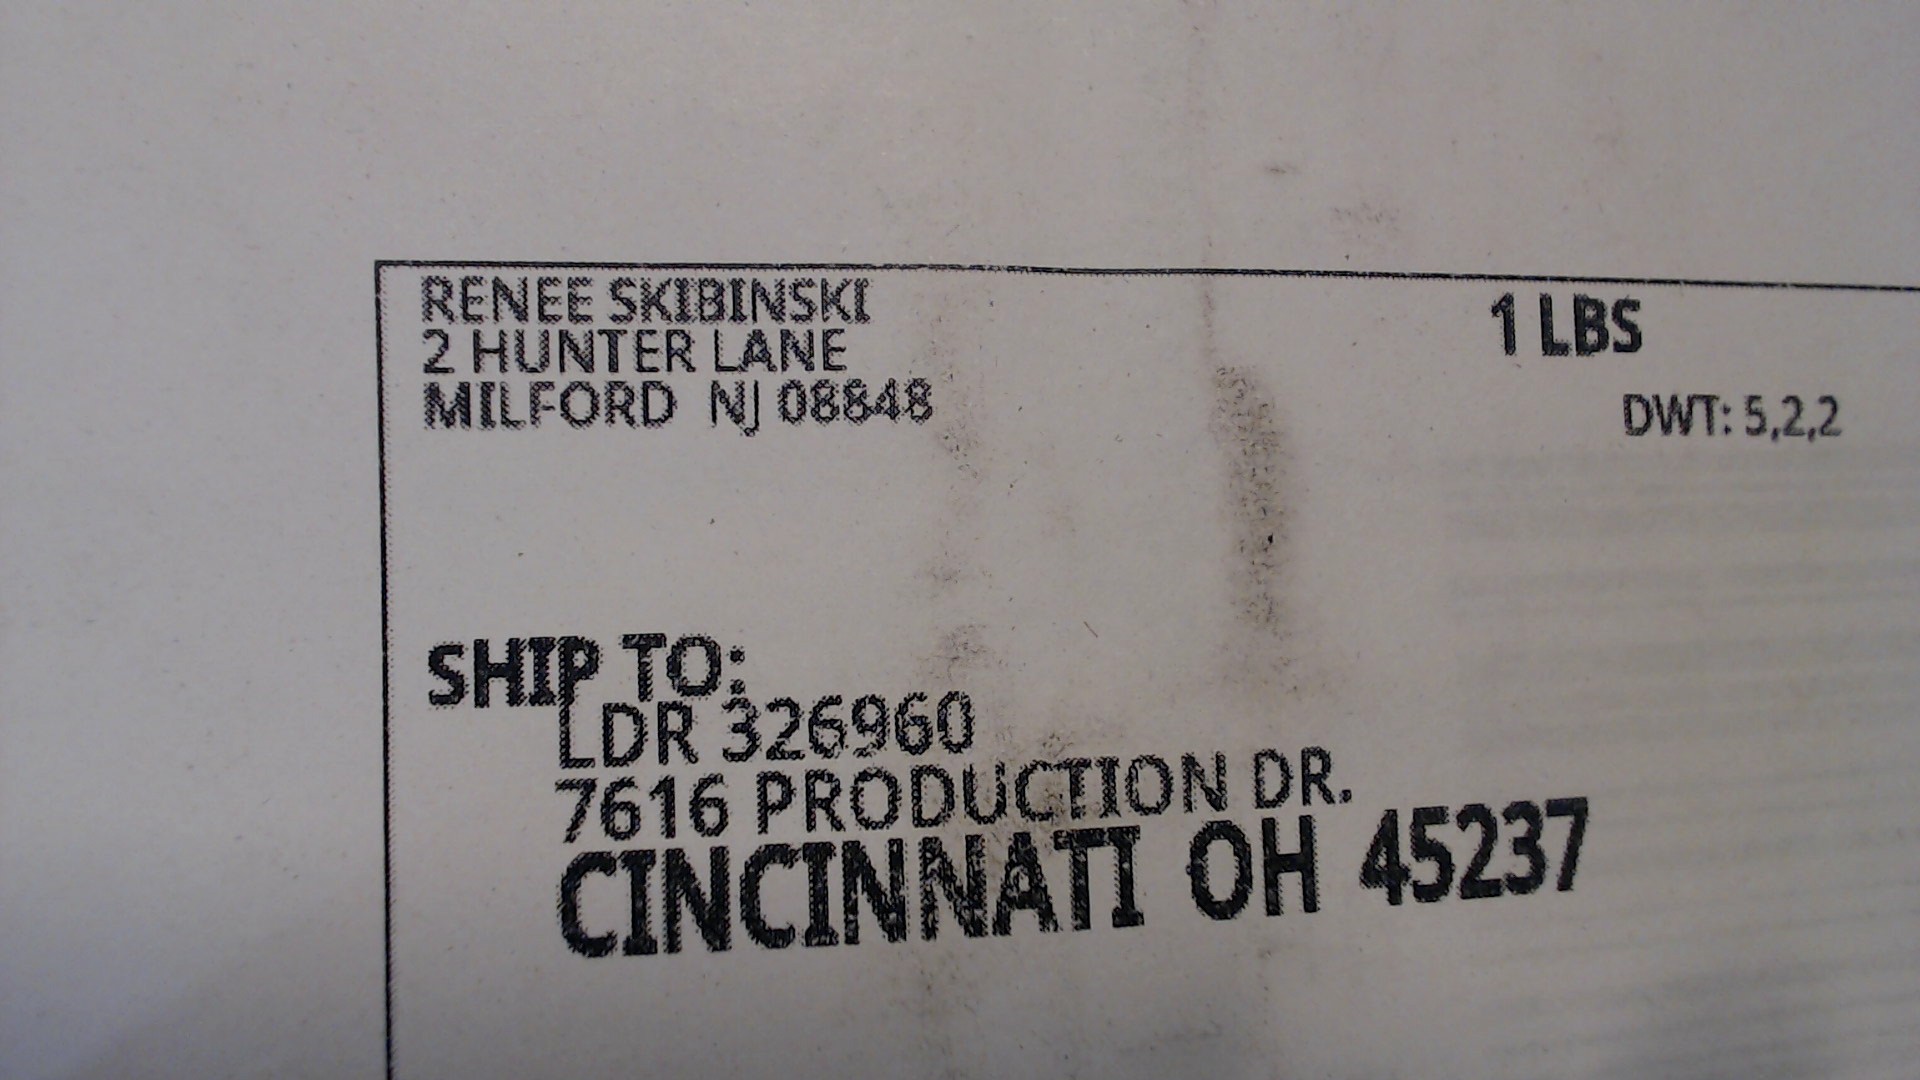 RENEE SKIBINSKI
2 HUNTER LANE
MILFORD NJ 08848
1 LBS
DWT: 5,2,2
SHIP TO:
LDR 326960
7616 PRODUCTION DR.
CINCINNATI OH 45237